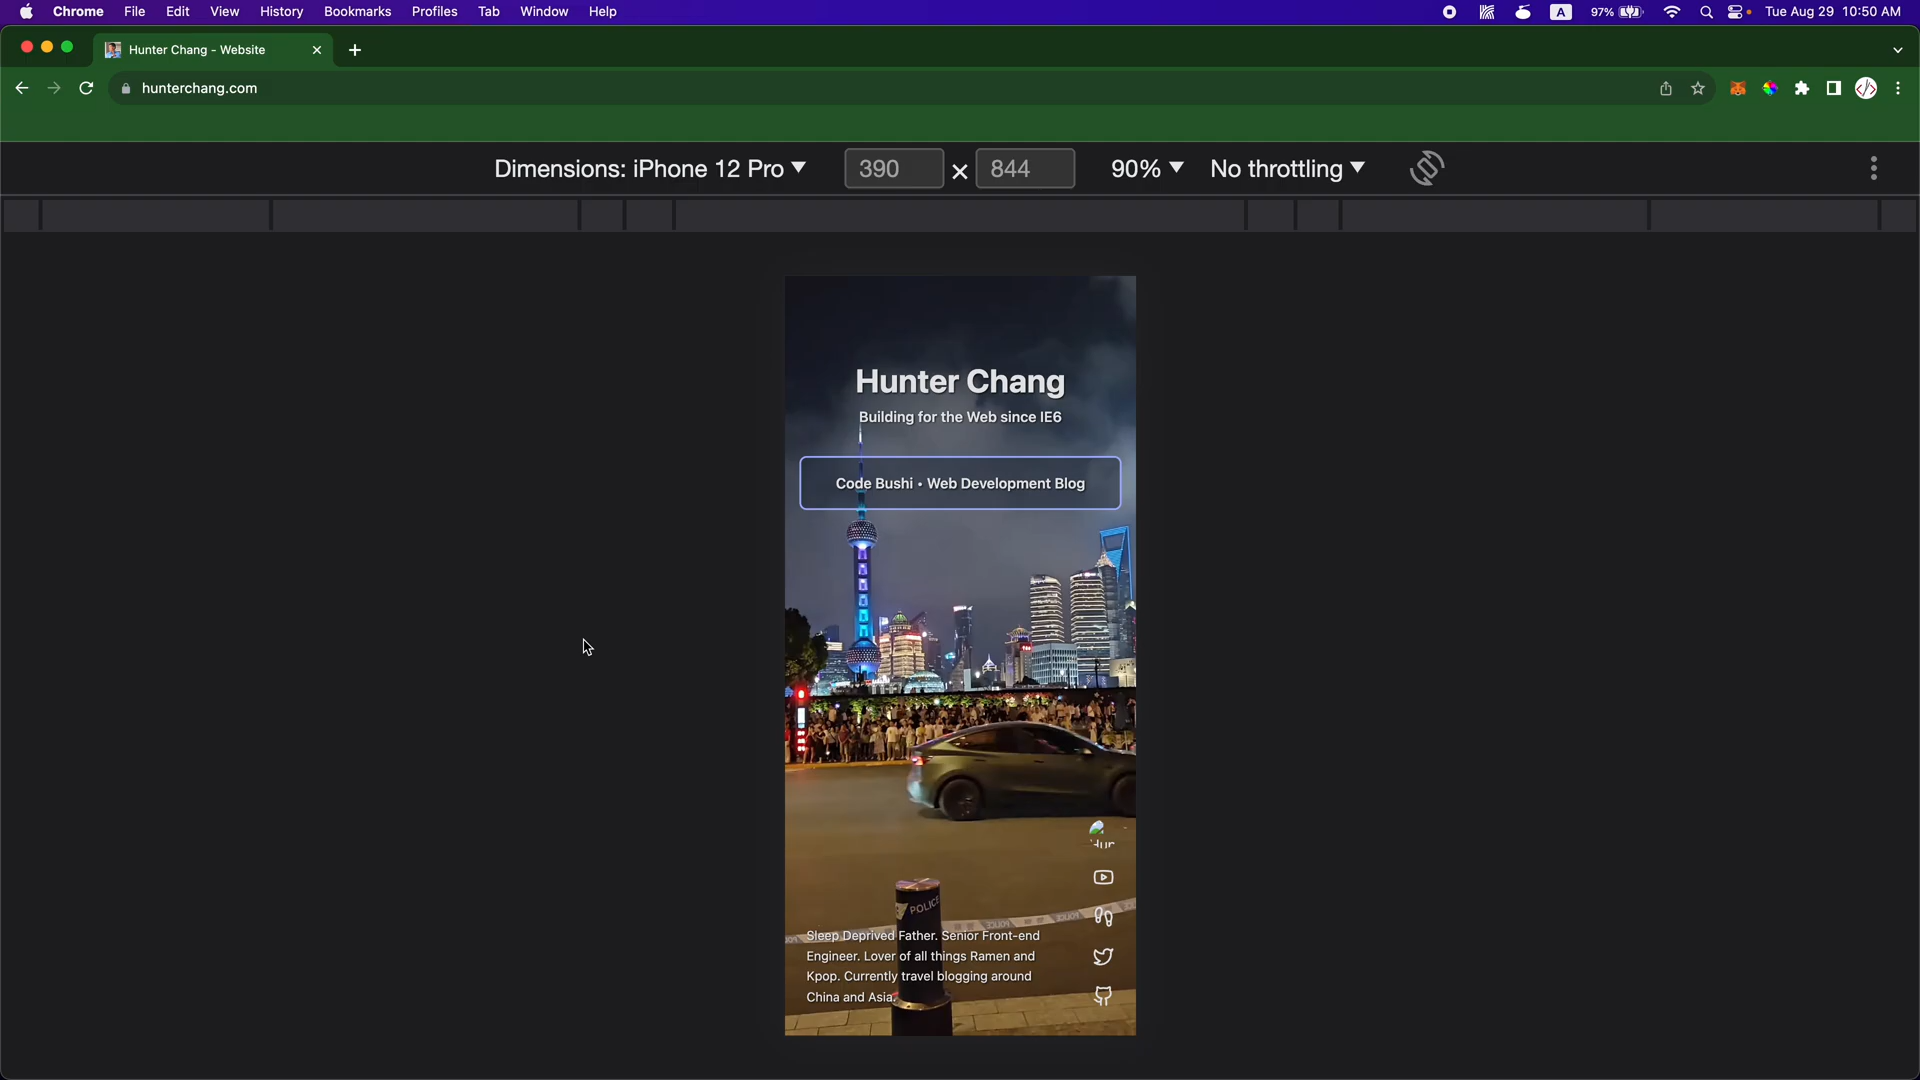 Chrome File Edit View History Bookmarks Profiles Tab Window Help A 97% Tue Aug 29 10:50 AM
Hunter Chang - Website
hunterchang.com
Dimensions: iPhone 12 Pro 390 × 844 90% No throttling
Hunter Chang
Building for the Web since IE6
Code Bushi • Web Development Blog
Hur
POLICE
POLICE
Sleep Deprived Father. Senior Front-end
Engineer. Lover of all things Ramen and
Kpop. Currently travel blogging around
China and Asia.